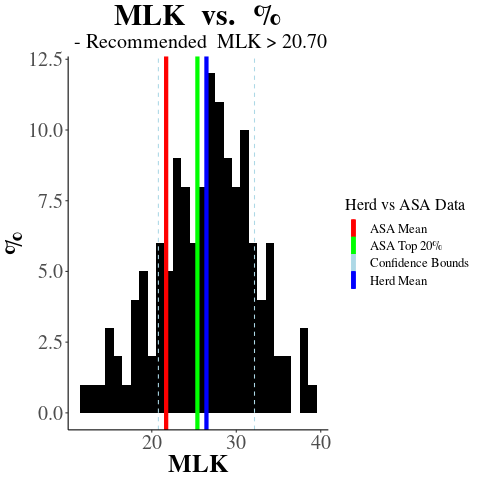 MLK vs. %
- Recommended MLK > 20.70
12.5
10.0
7.5
5.0
2.5
0.0
%
20 30 40
MLK
Herd vs ASA Data
ASA Mean
ASA Top 20%
Confidence Bounds
Herd Mean